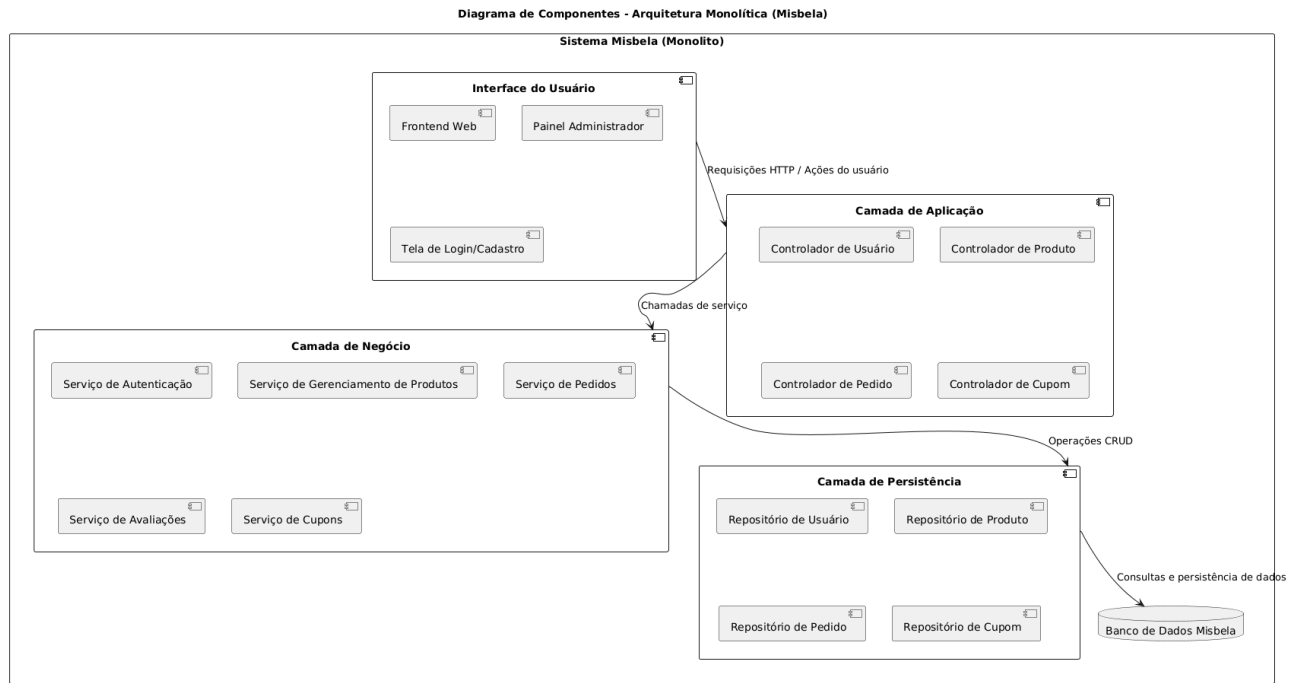 Diagrama de Componentes - Arquitetura Monolítica (Misbela)
Sistema Misbela (Monolito)
Interface do Usuário
Frontend Web
Painel Administrador
Tela de Login/Cadastro
Requisições HTTP / Ações do usuário
Camada de Aplicação
Controlador de Usuário
Controlador de Produto
Controlador de Pedido
Controlador de Cupom
Chamadas de serviço
Camada de Negócio
Serviço de Autenticação
Serviço de Gerenciamento de Produtos
Serviço de Pedidos
Serviço de Avaliações
Serviço de Cupons
Operações CRUD
Camada de Persistência
Repositório de Usuário
Repositório de Produto
Repositório de Pedido
Repositório de Cupom
Consultas e persistência de dados
Banco de Dados Misbela